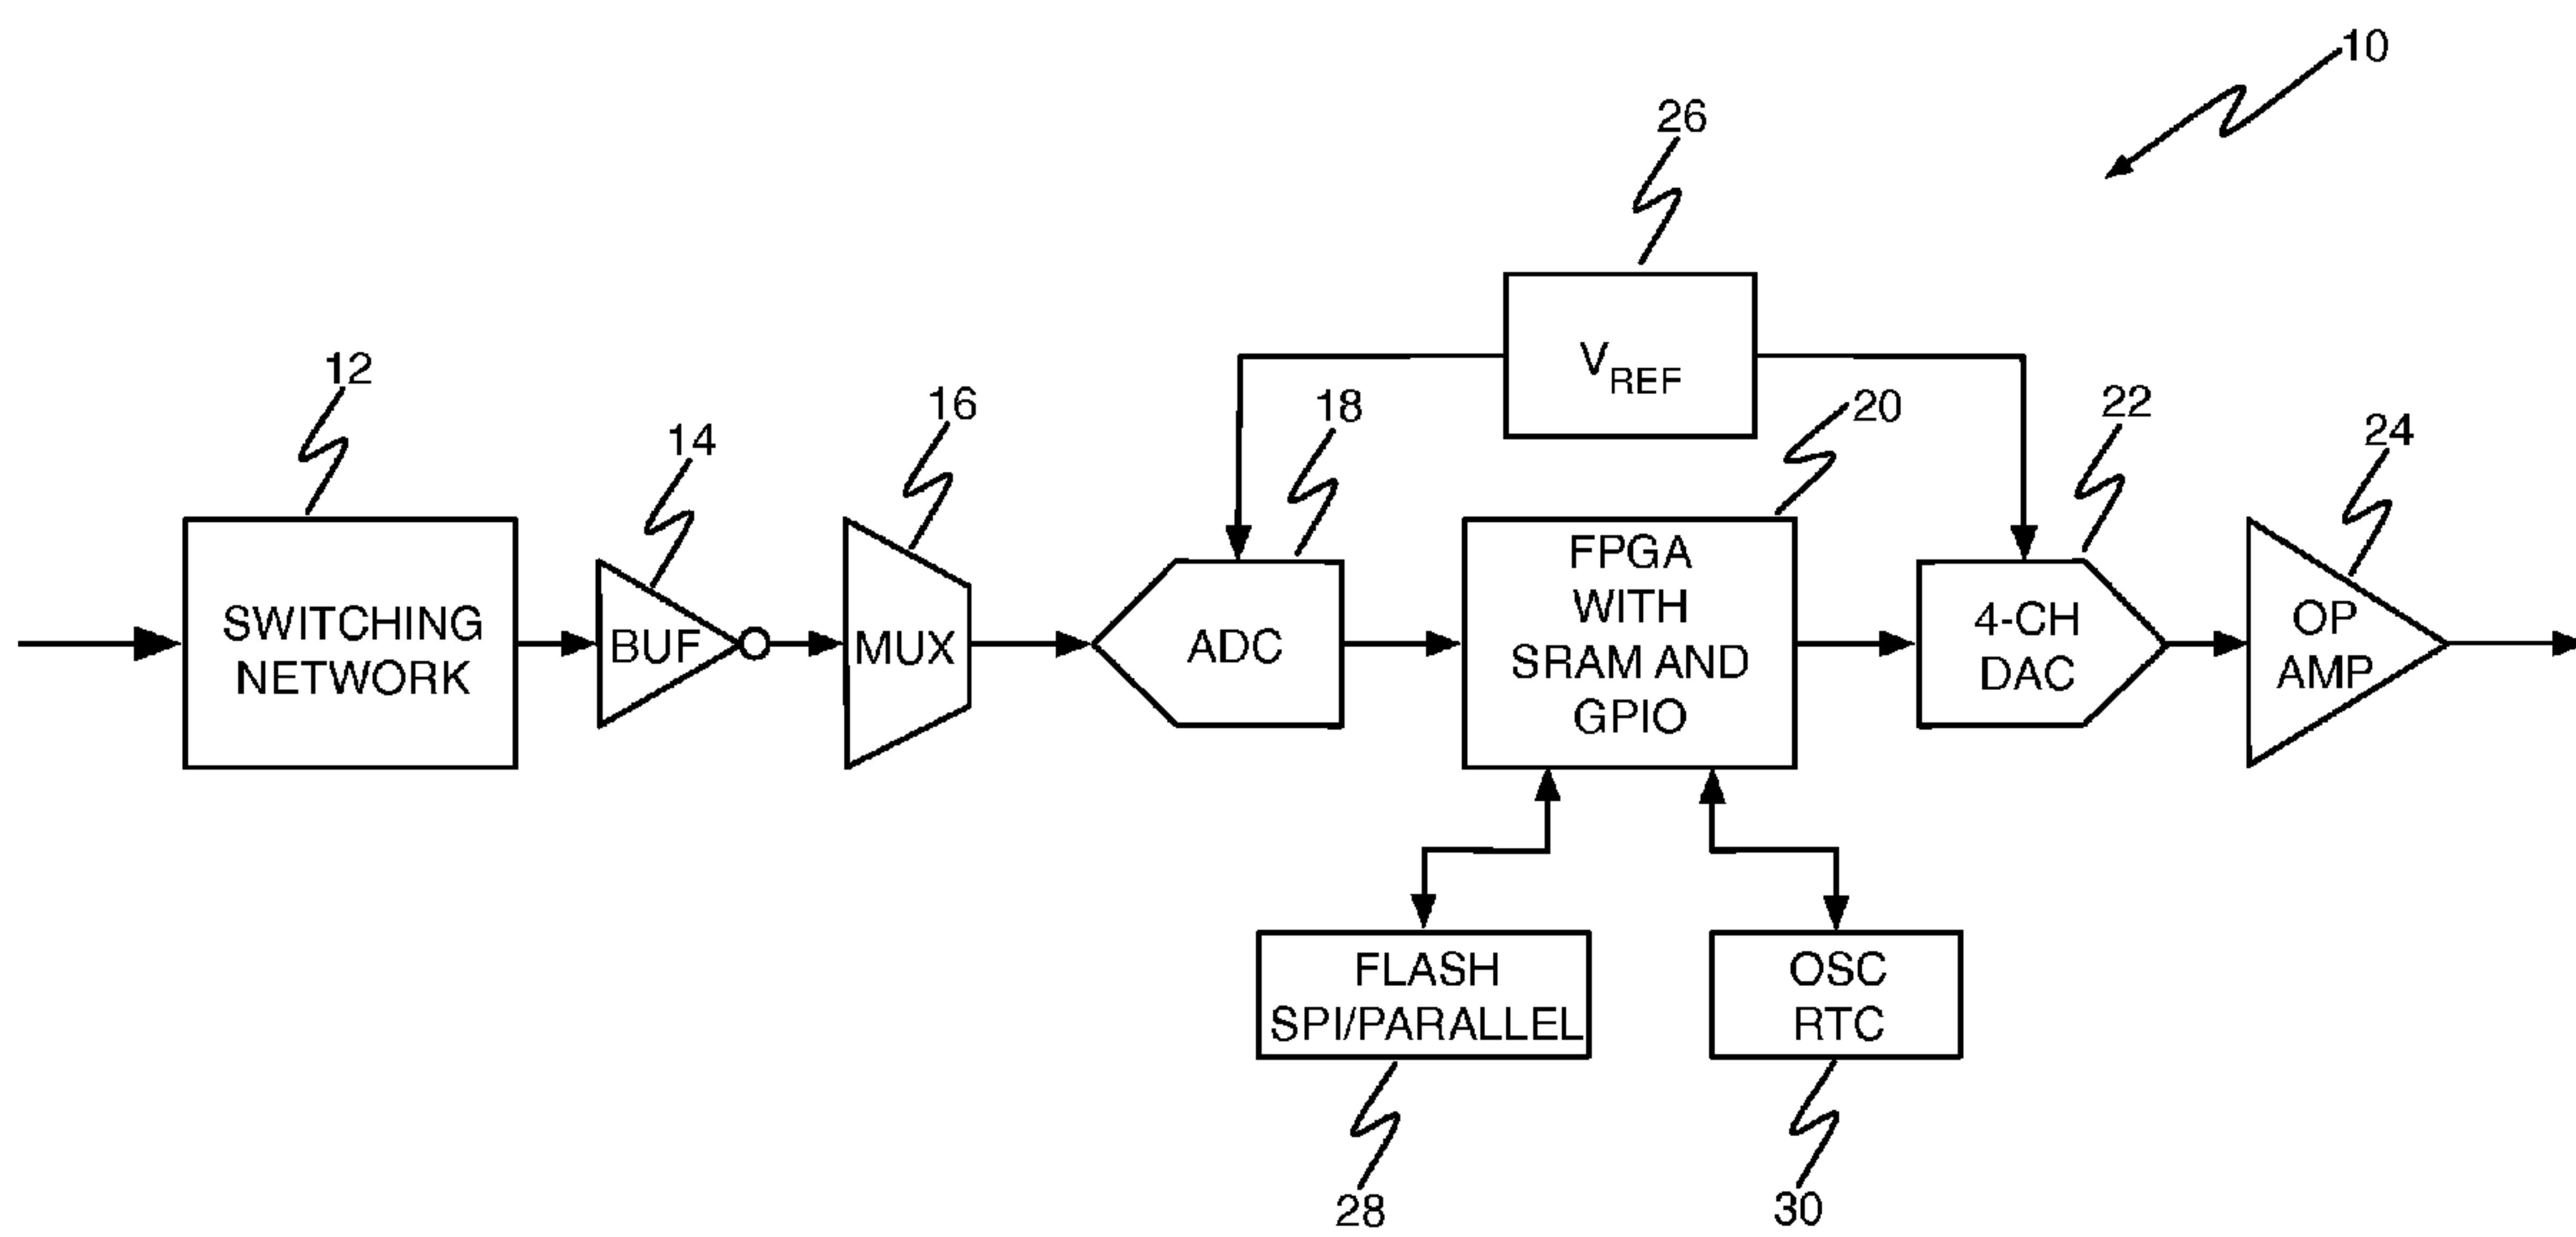 10
26
V REF
12
14
16
18
20
22
24
SWITCHING
NETWORK
BUF
MUX
ADC
FPGA
WITH
SRAM AND
GPIO
4-CH
DAC
OP
AMP
FLASH
SPI/PARALLEL
OSC
RTC
28
30